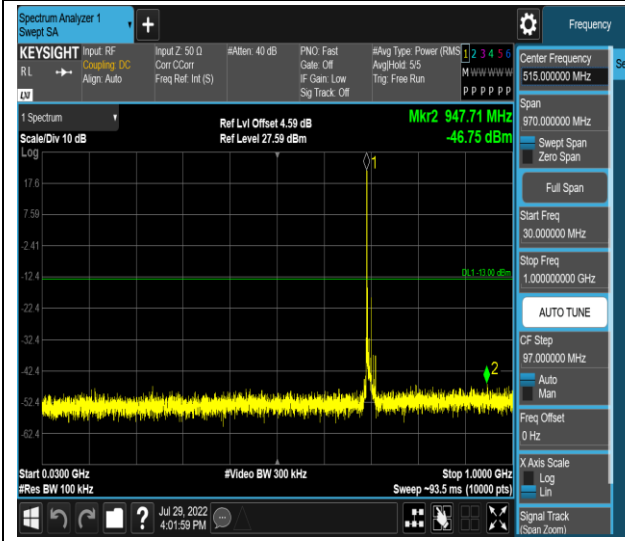 Spectrum Analyzer 1
Swept SA
+
Frequency
KEYSIGHT
RL
LXI
Input: RF
Coupling: DC
Align: Auto
Input Z: 50 Ω
Corr CCorr
Freq Ref: Int (S)
#Atten: 40 dB
PNO: Fast
Gate: Off
IF Gain: Low
Sig Track: Off
#Avg Type: Power (RMS
Avg|Hold: 5/5
Trig: Free Run
1 2 3 4 5 6
M W W W W W
P P P P P P
1 Spectrum
Scale/Div 10 dB
Log
Ref Lvl Offset 4.59 dB
Ref Level 27.59 dBm
Mkr2 947.71 MHz
-46.75 dBm
1
17.6
7.59
-2.41
-12.4
DL1 -13.00 dBm
-22.4
-32.4
-42.4
2
-52.4
-62.4
Start 0.0300 GHz
#Res BW 100 kHz
#Video BW 300 kHz
Stop 1.0000 GHz
Sweep ~93.5 ms (10000 pts)
?
Jul 29, 2022
4:01:59 PM
Center Frequency
515.000000 MHz
Se
Span
970.000000 MHz
Swept Span
Zero Span
Full Span
Start Freq
30.000000 MHz
Stop Freq
1.000000000 GHz
AUTO TUNE
CF Step
97.000000 MHz
Auto
Man
Freq Offset
0 Hz
X Axis Scale
Log
Lin
Signal Track
(Span Zoom)